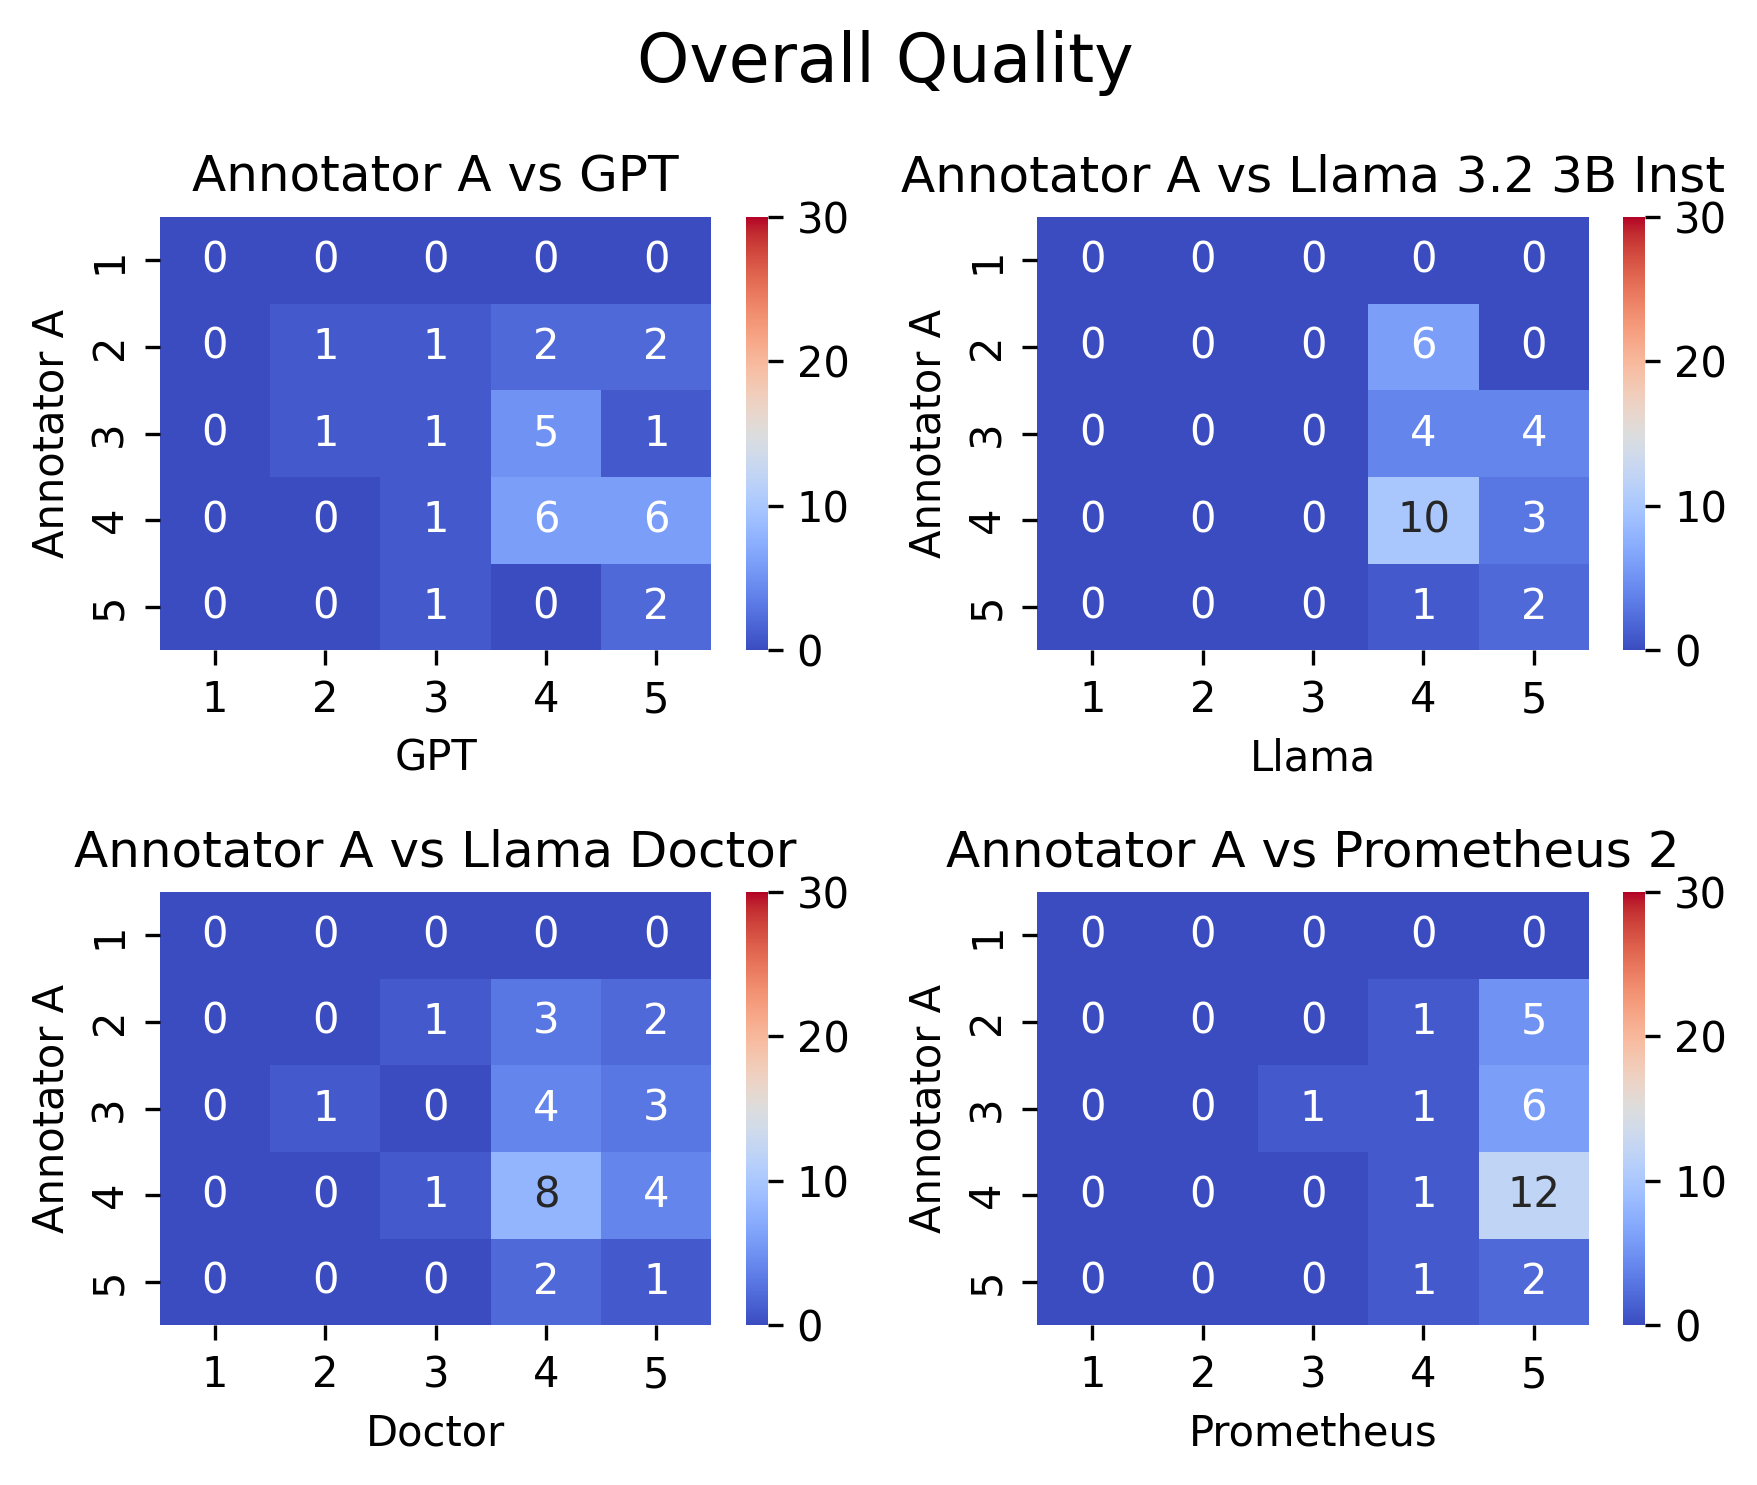 Overall Quality
Annotator A vs GPT
Annotator A
1 0 0 0 0 0
2 0 1 1 2 2
3 0 1 1 5 1
4 0 0 1 6 6
5 0 0 1 0 2
1 2 3 4 5
GPT
30
20
10
0
Annotator A vs Llama 3.2 3B Inst
Annotator A
1 0 0 0 0 0
2 0 0 0 6 0
3 0 0 0 4 4
4 0 0 0 10 3
5 0 0 0 1 2
1 2 3 4 5
Llama
30
20
10
0
Annotator A vs Llama Doctor
Annotator A
1 0 0 0 0 0
2 0 0 1 3 2
3 0 1 0 4 3
4 0 0 1 8 4
5 0 0 0 2 1
1 2 3 4 5
Doctor
30
20
10
0
Annotator A vs Prometheus 2
Annotator A
1 0 0 0 0 0
2 0 0 0 1 5
3 0 0 1 1 6
4 0 0 0 1 12
5 0 0 0 1 2
1 2 3 4 5
Prometheus
30
20
10
0